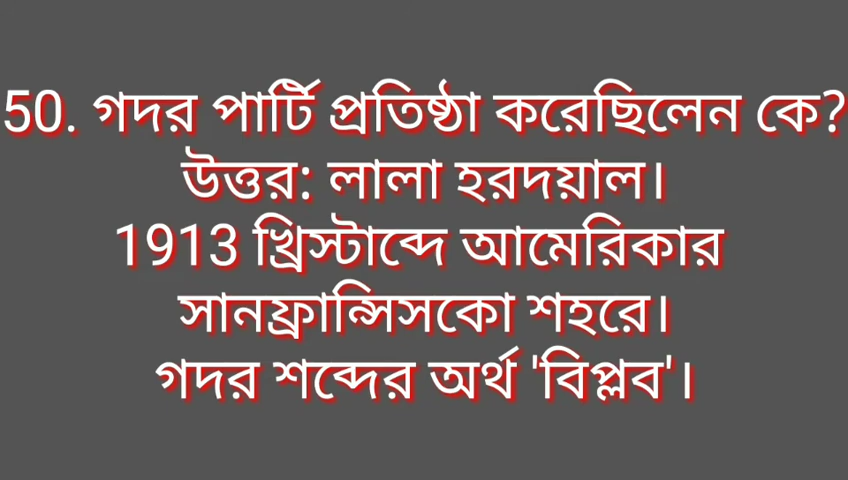 50. গদর পার্টি প্রতিষ্ঠা করেছিলেন কে?
উত্তর: লালা হরদয়াল।
1913 খ্রিস্টাব্দে আমেরিকার
সানফ্রান্সিসকো শহরে।
গদর শব্দের অর্থ 'বিপ্লব'।